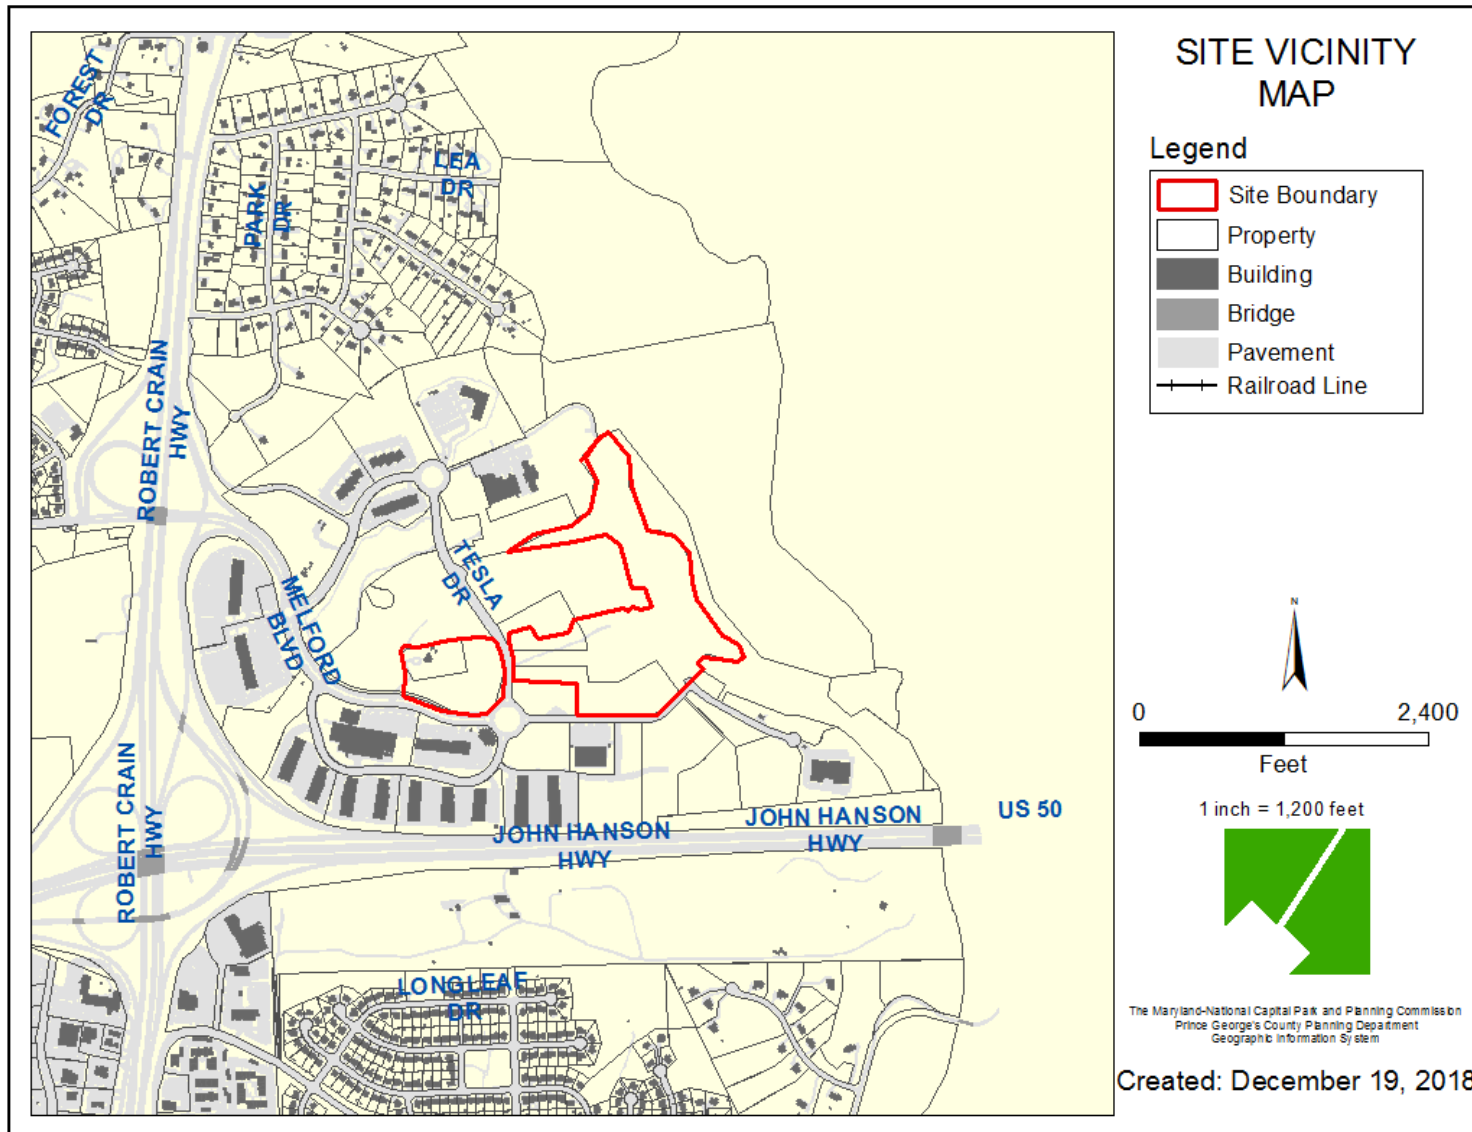 SITE VICINITY
MAP
Legend
Site Boundary
Property
Building
Bridge
Pavement
Railroad Line
FOREST
DR
PARK
DR
LEA
DR
ROBERT CRAIN
HWY
TESLA
DR
MELFORD
BLVD
ROBERT CRAIN
HWY
JOHN HANSON
HWY
JOHN HANSON
HWY
US 50
LONGLEAF
DR
N
0 2,400
Feet
1 inch = 1,200 feet
The Maryland-National Capital Park and Planning Commission
Prince George's County Planning Department
Geographic Information System
Created: December 19, 2018